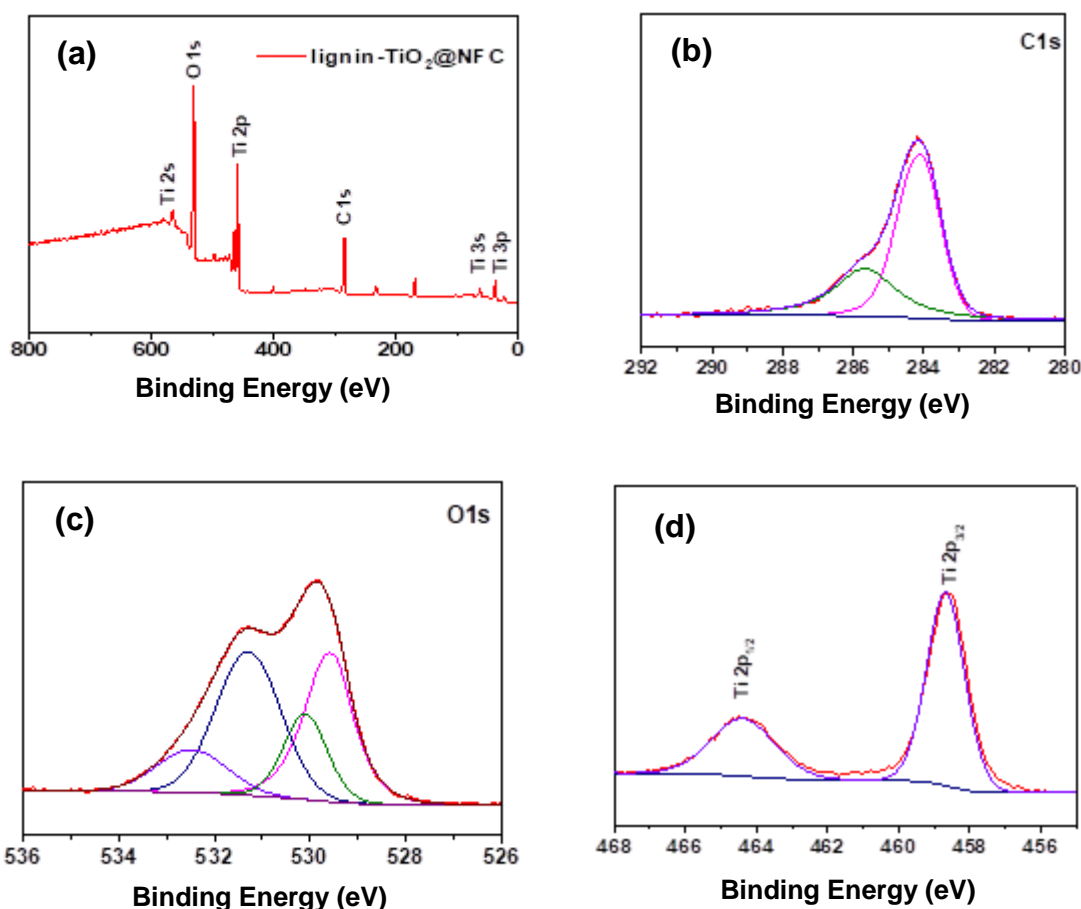 (a)
lignin-TiO₂@NFC
Ti 2s
O 1s
Ti 2p
C 1s
Ti 3s
Ti 3p
800 600 400 200 0
Binding Energy (eV)
(b)
C1s
292 290 288 286 284 282 280
Binding Energy (eV)
(c)
O1s
536 534 532 530 528 526
Binding Energy (eV)
(d)
Ti 2p₁/₂
Ti 2p₃/₂
468 466 464 462 460 458 456
Binding Energy (eV)